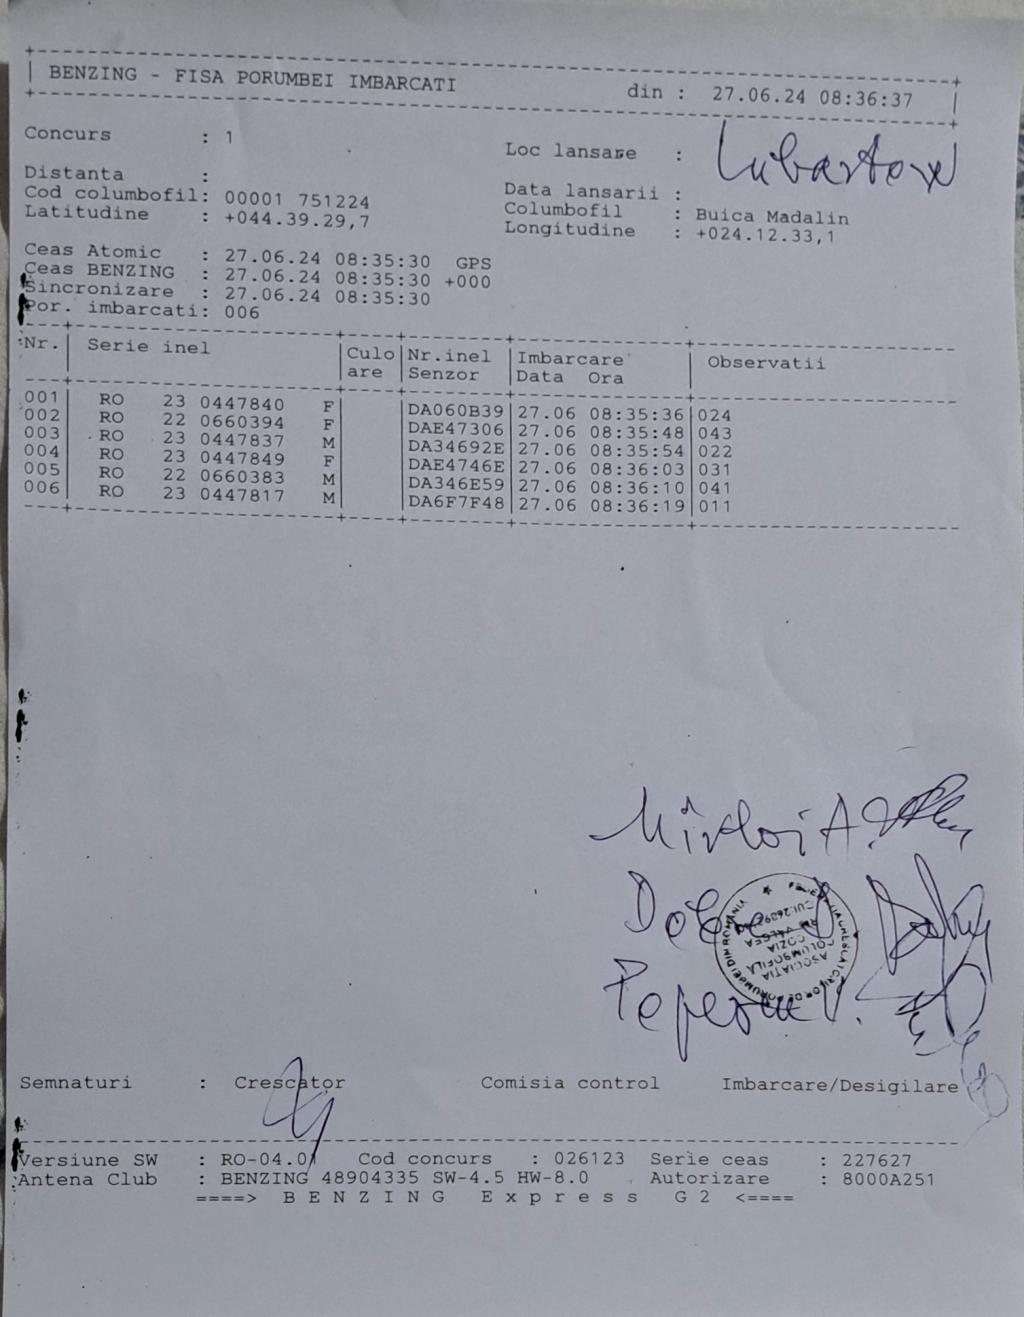 BENZING - FISA PORUMBEI IMBARCATI din : 27.06.24 08:36:37
Concurs : 1
Loc lansare : Lubartow
Distanta :
Data lansarii :
Cod columbofil: 00001 751224
Columbofil : Buica Madalin
Latitudine : +044.39.29,7
Longitudine : +024.12.33,1
Ceas Atomic : 27.06.24 08:35:30 GPS
Ceas BENZING : 27.06.24 08:35:30 +000
Sincronizare : 27.06.24 08:35:30
Por. imbarcati: 006
Nr. Serie inel Culo Nr.inel Imbarcare Observatii
are Senzor Data Ora
001 RO 23 0447840 F DA060B39 27.06 08:35:36 024
002 RO 22 0660394 F DAE47306 27.06 08:35:48 043
003 RO 23 0447837 M DA34692E 27.06 08:35:54 022
004 RO 23 0447849 F DAE4746E 27.06 08:36:03 031
005 RO 22 0660383 M DA346E59 27.06 08:36:10 041
006 RO 23 0447817 M DA6F7F48 27.06 08:36:19 011
A.
ASOCIATIA
COLUMBOFILA
COZIA
Semnaturi : Crescator Comisia control Imbarcare/Desigilare
Versiune SW : RO-04.0 Cod concurs : 026123 Serie ceas : 227627
Antena Club : BENZING 48904335 SW-4.5 HW-8.0 Autorizare : 8000A251
====> BENZING Express G2 <====